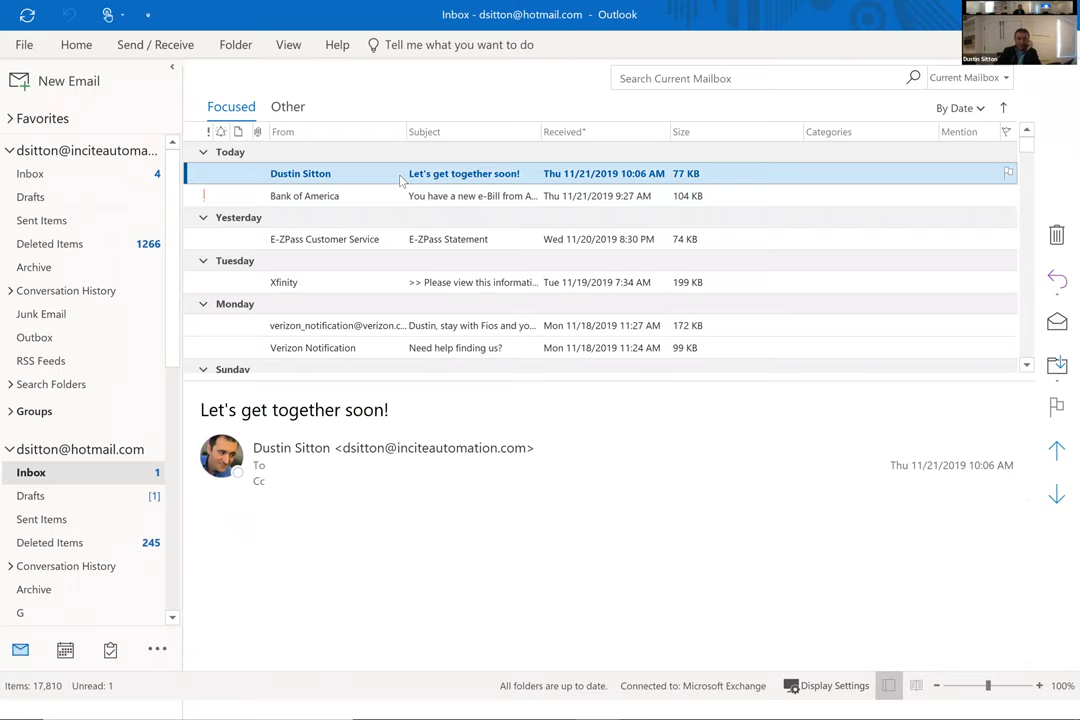 Inbox - dsitton@hotmail.com - Outlook
Dustin Sitton
File Home Send / Receive Folder View Help Tell me what you want to do
New Email
Search Current Mailbox
Current Mailbox
Favorites
Focused Other
By Date
! From Subject Received Size Categories Mention
dsitton@inciteautoma...
Today
Inbox 4
Dustin Sitton Let's get together soon! Thu 11/21/2019 10:06 AM 77 KB
Drafts
Bank of America You have a new e-Bill from A... Thu 11/21/2019 9:27 AM 104 KB
Sent Items
Yesterday
Deleted Items 1266
E-ZPass Customer Service E-ZPass Statement Wed 11/20/2019 8:30 PM 74 KB
Archive
Tuesday
Conversation History
Xfinity >> Please view this informati... Tue 11/19/2019 7:34 AM 199 KB
Junk Email
Monday
Outbox
verizon_notification@verizon.c... Dustin, stay with Fios and yo... Mon 11/18/2019 11:27 AM 172 KB
RSS Feeds
Verizon Notification Need help finding us? Mon 11/18/2019 11:24 AM 99 KB
Search Folders
Sunday
Groups
Let's get together soon!
dsitton@hotmail.com
Dustin Sitton <dsitton@inciteautomation.com>
To
Thu 11/21/2019 10:06 AM
Cc
Inbox 1
Drafts [1]
Sent Items
Deleted Items 245
Conversation History
Archive
G
Items: 17,810 Unread: 1
All folders are up to date. Connected to: Microsoft Exchange Display Settings 100%